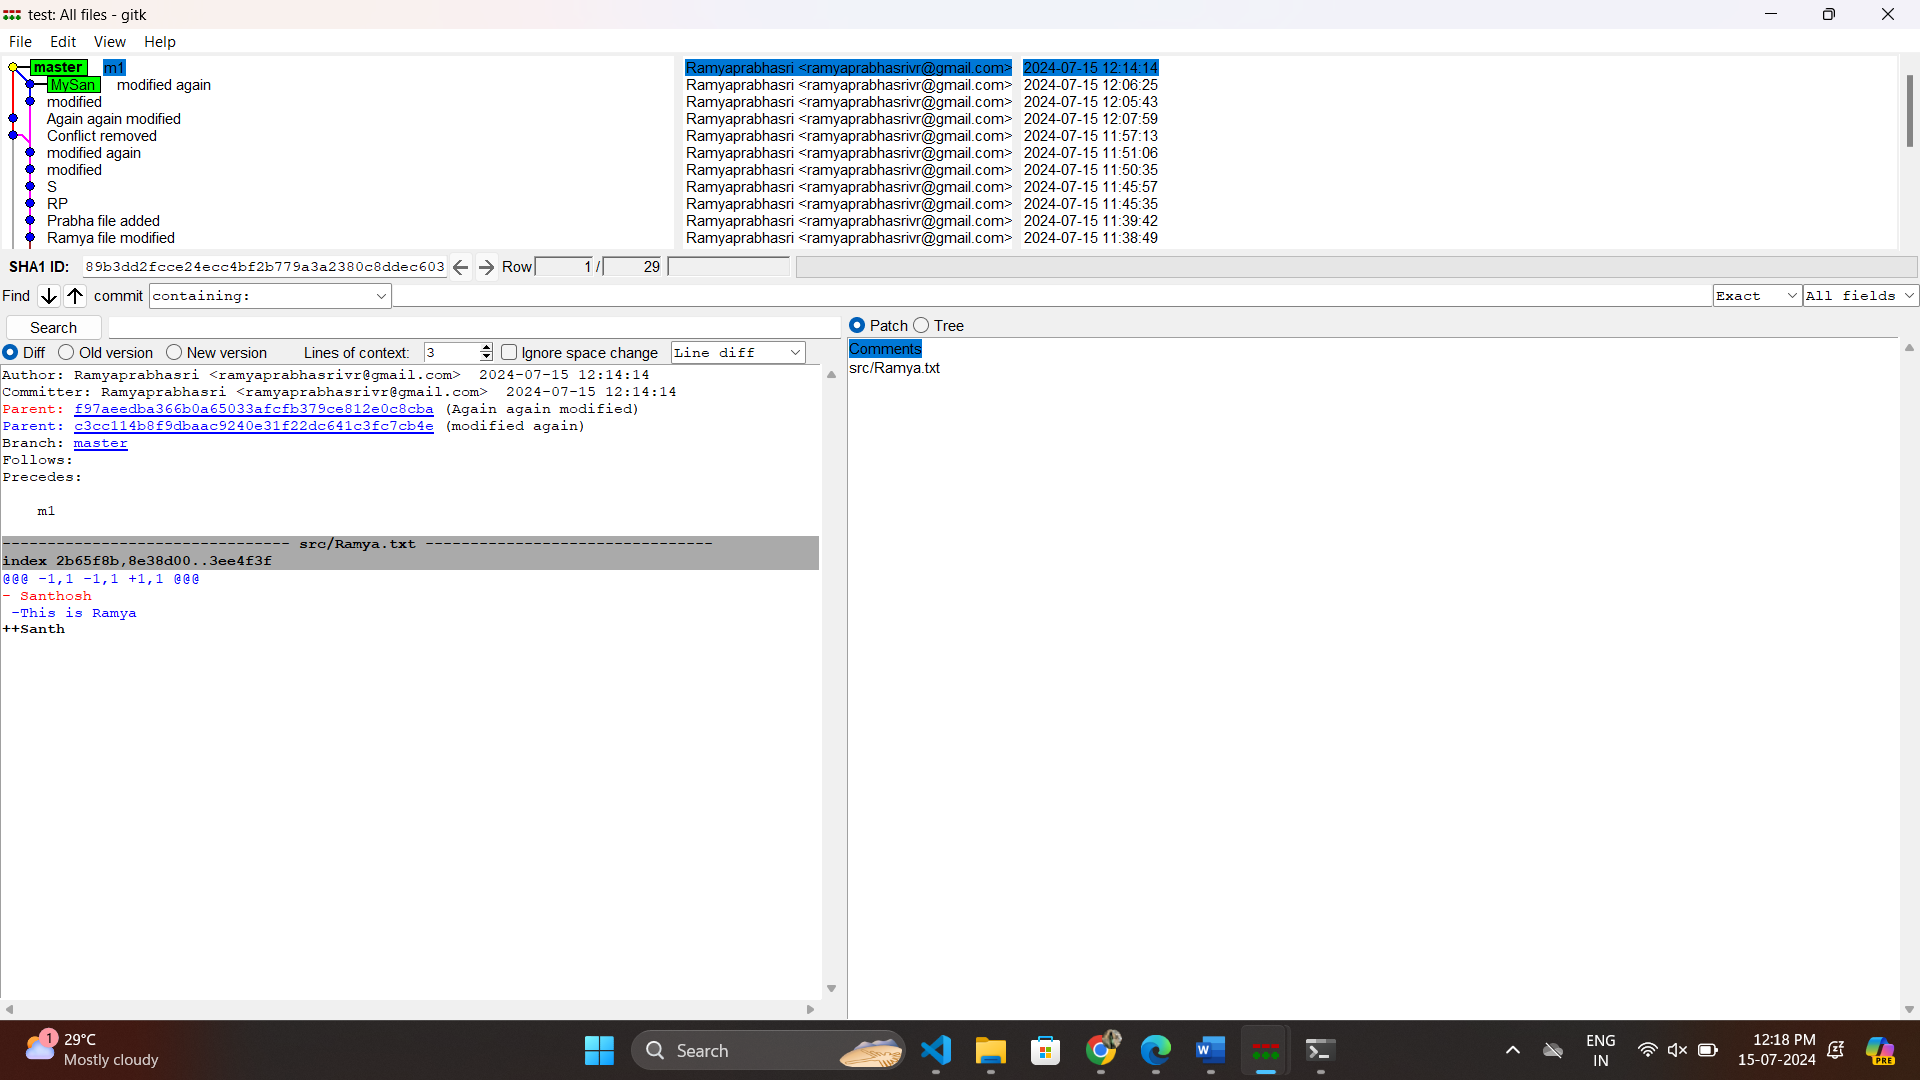 test: All files - gitk
File Edit View Help
master m1 Ramyaprabhasri <ramyaprabhasrivr@gmail.com> 2024-07-15 12:14:14
MySan modified again Ramyaprabhasri <ramyaprabhasrivr@gmail.com> 2024-07-15 12:06:25
modified Ramyaprabhasri <ramyaprabhasrivr@gmail.com> 2024-07-15 12:05:43
Again again modified Ramyaprabhasri <ramyaprabhasrivr@gmail.com> 2024-07-15 12:07:59
Conflict removed Ramyaprabhasri <ramyaprabhasrivr@gmail.com> 2024-07-15 11:57:13
modified again Ramyaprabhasri <ramyaprabhasrivr@gmail.com> 2024-07-15 11:51:06
modified Ramyaprabhasri <ramyaprabhasrivr@gmail.com> 2024-07-15 11:50:35
S Ramyaprabhasri <ramyaprabhasrivr@gmail.com> 2024-07-15 11:45:57
RP Ramyaprabhasri <ramyaprabhasrivr@gmail.com> 2024-07-15 11:45:35
Prabha file added Ramyaprabhasri <ramyaprabhasrivr@gmail.com> 2024-07-15 11:39:42
Ramya file modified Ramyaprabhasri <ramyaprabhasrivr@gmail.com> 2024-07-15 11:38:49
SHA1 ID: 89b3dd2fcce24ecc4bf2b779a3a2380c8ddec603 Row 1 / 29
Find commit containing: Exact All fields
Search
Patch Tree
Diff Old version New version Lines of context: 3 Ignore space change Line diff
Comments
src/Ramya.txt
Author: Ramyaprabhasri <ramyaprabhasrivr@gmail.com>  2024-07-15 12:14:14
Committer: Ramyaprabhasri <ramyaprabhasrivr@gmail.com>  2024-07-15 12:14:14
Parent: f97aeedba366b0a65033afcfb379ce812e0c8cba (Again again modified)
Parent: c3cc114b8f9dbaac9240e31f22dc641c3fc7cb4e (modified again)
Branch: master
Follows:
Precedes:
m1
-------------------------------- src/Ramya.txt --------------------------------
index 2b65f8b,8e38d00..3ee4f3f
@@@ -1,1 -1,1 +1,1 @@@
- Santhosh
-This is Ramya
++Santh
1
29°C
Mostly cloudy
Search
W
PRE
ENG
IN
12:18 PM
15-07-2024